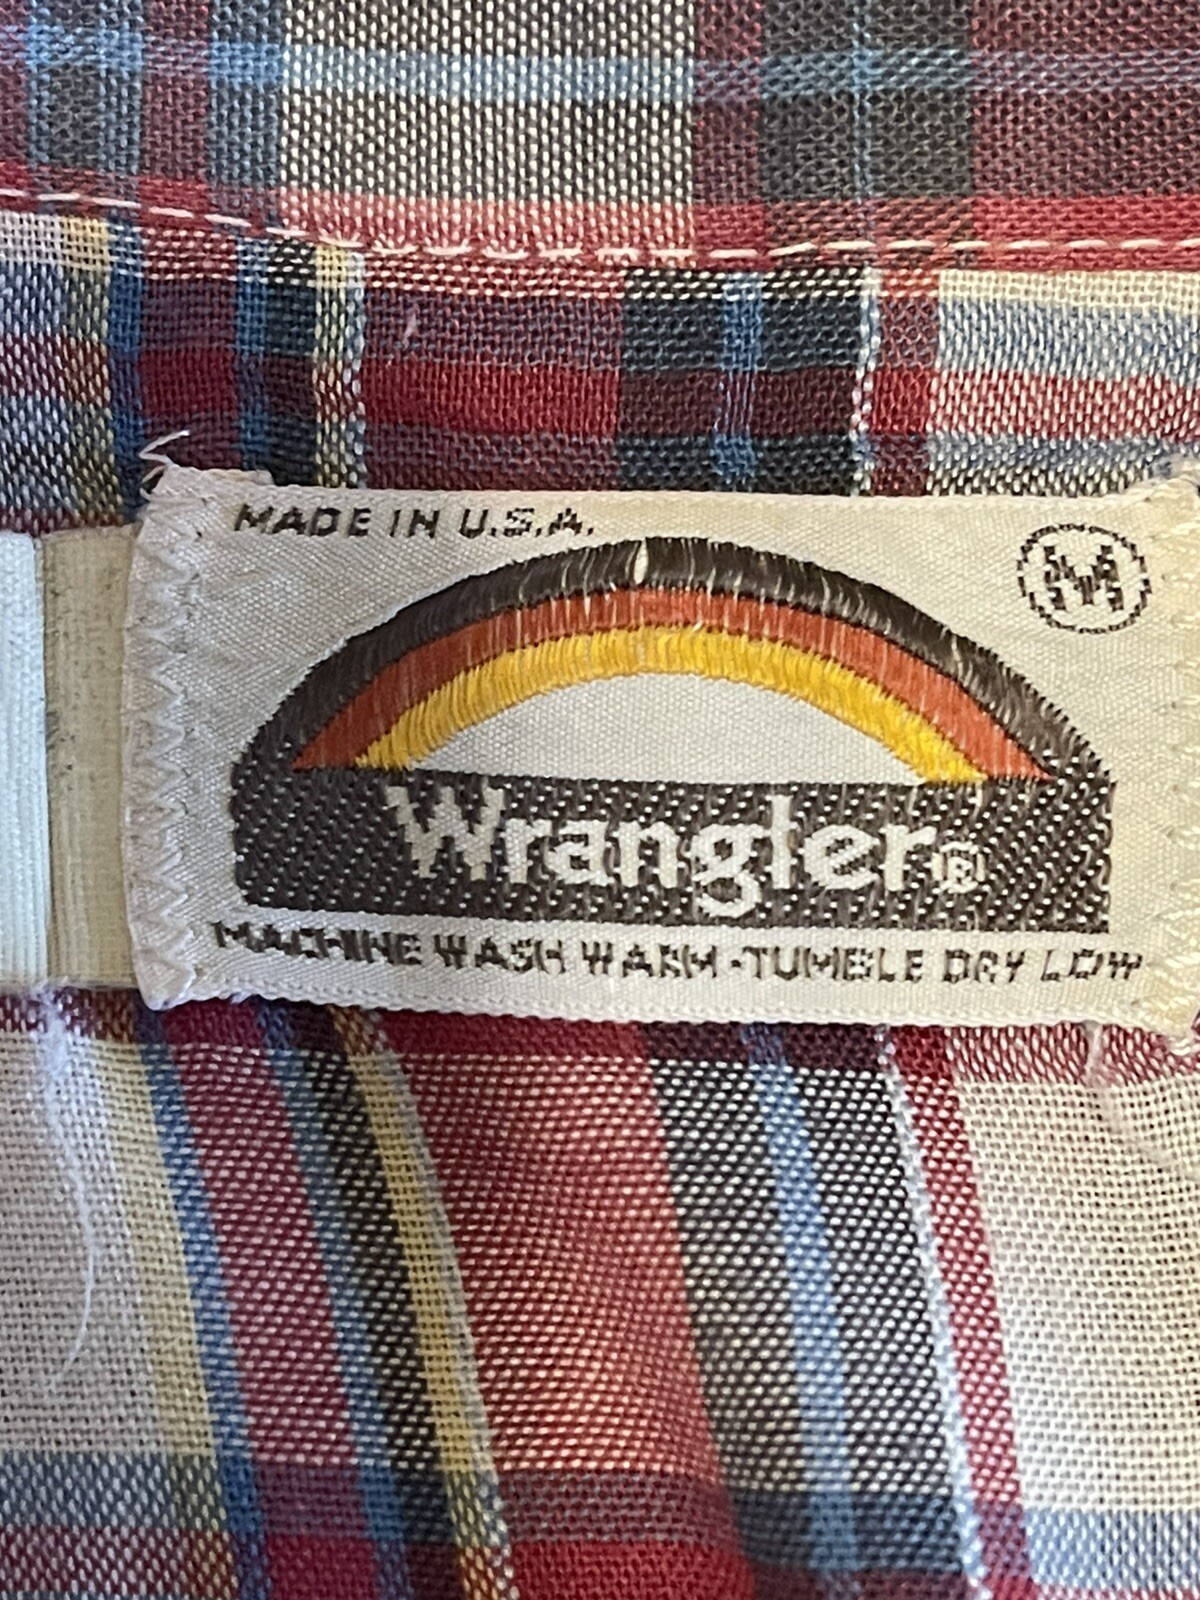 MADE IN U.S.A.
M
Wrangler®
MACHINE WASH WARM-TUMBLE DRY LOW